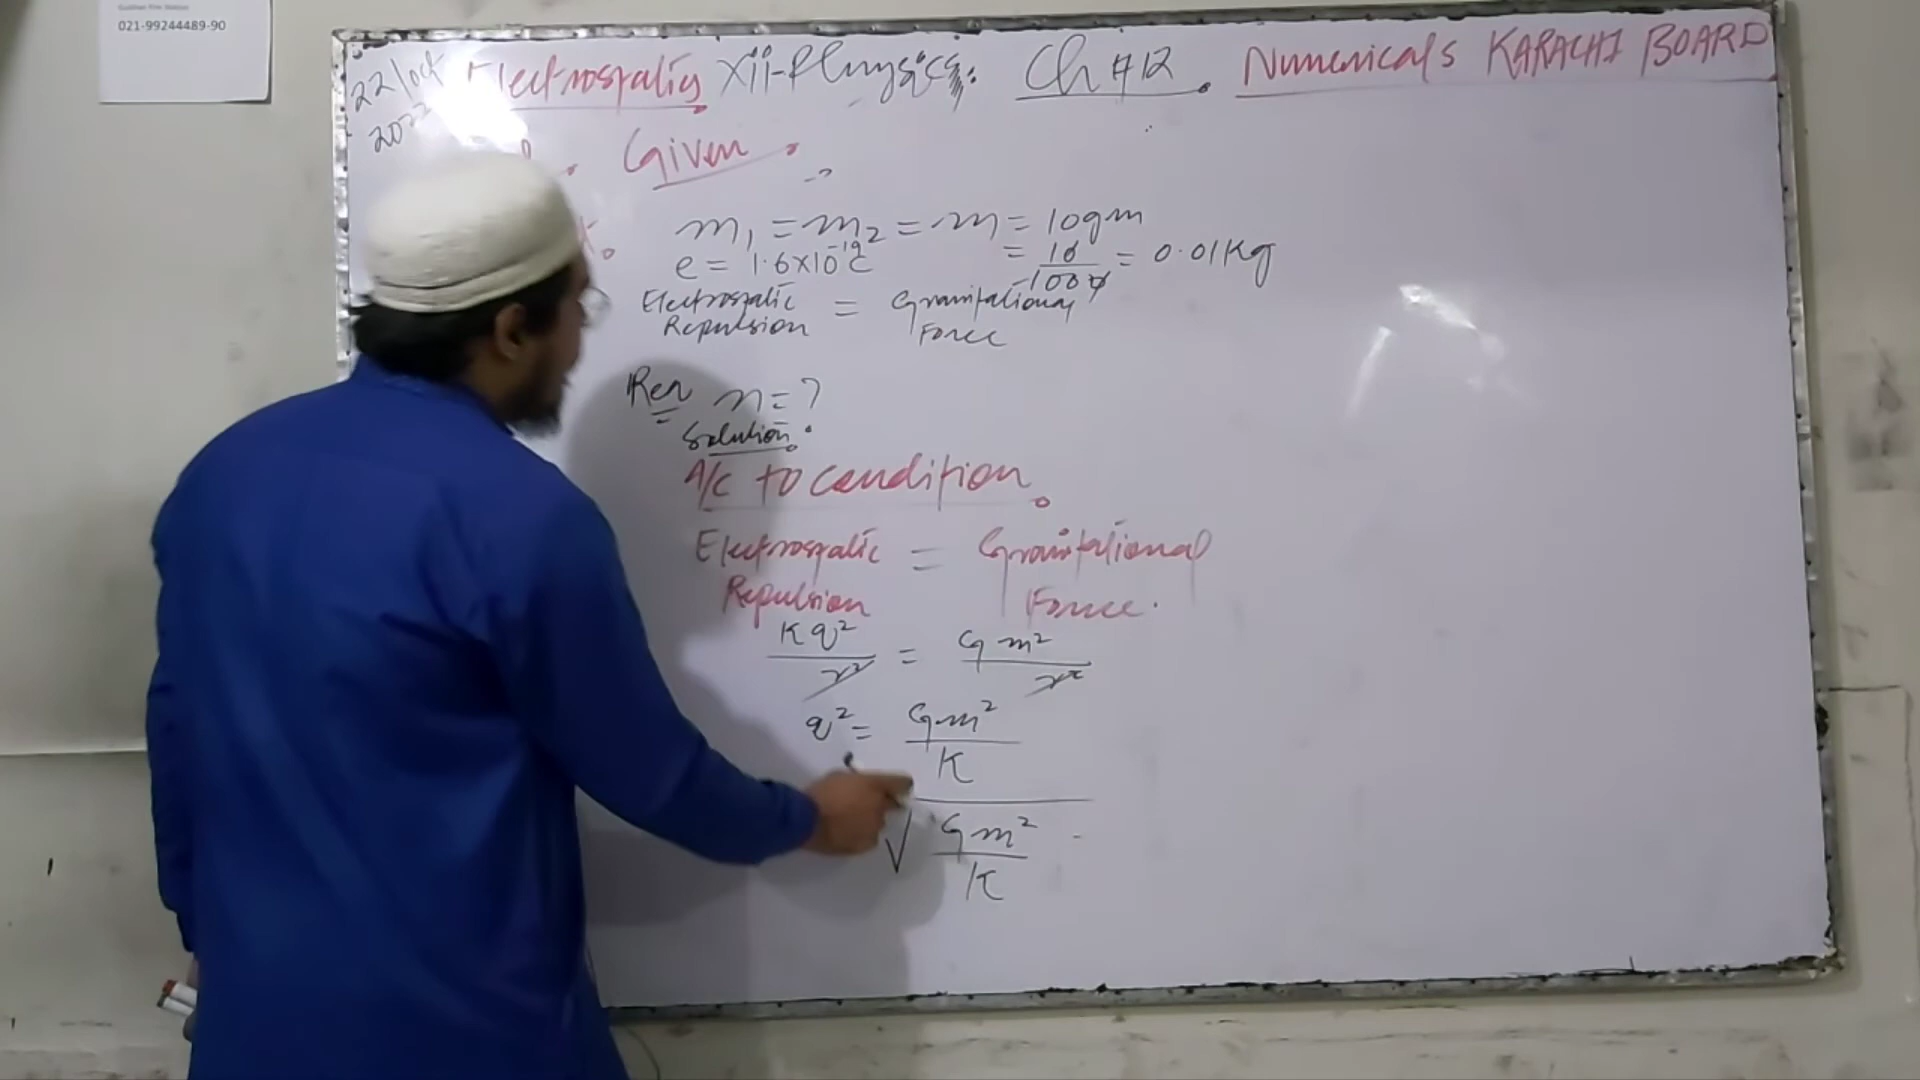 021-99244489-90
22/oct
2022
Electrostatics XII-Physics: Ch#12. Numericals KARACHI BOARD
Given
m₁ = m₂ = m = 10gm
e = 1.6x10⁻¹⁹c = 10/1000 = 0.01Kg
Electrostatic Repulsion = Gravitational Force
Req n = ?
Solution:
A/c to condition.
Electrostatic Repulsion = Gravitational Force.
Kq²/r² = Gm²/r²
q² = Gm²/K
√Gm²/K